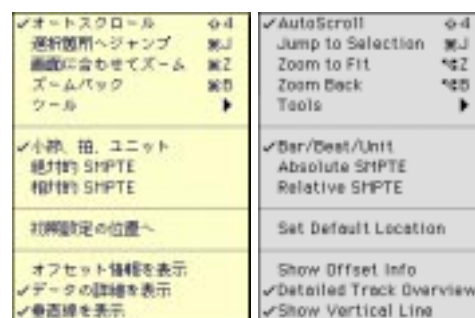 ✓オートスクロール ⇧4
選択箇所へジャンプ ⌘J
画面に合わせてズーム ⌘Z
ズームバック ⌘B
ツール ▶
✓小節、拍、ユニット
絶対的 SMPTE
相対的 SMPTE
初期設定の位置へ
オフセット情報を表示
✓データの詳細を表示
✓垂直線を表示
✓AutoScroll ⇧4
Jump to Selection ⌘J
Zoom to Fit ⌥⌘Z
Zoom Back ⌥⌘B
Tools ▶
✓Bar/Beat/Unit
Absolute SMPTE
Relative SMPTE
Set Default Location
Show Offset Info
✓Detailed Track Overview
✓Show Vertical Line